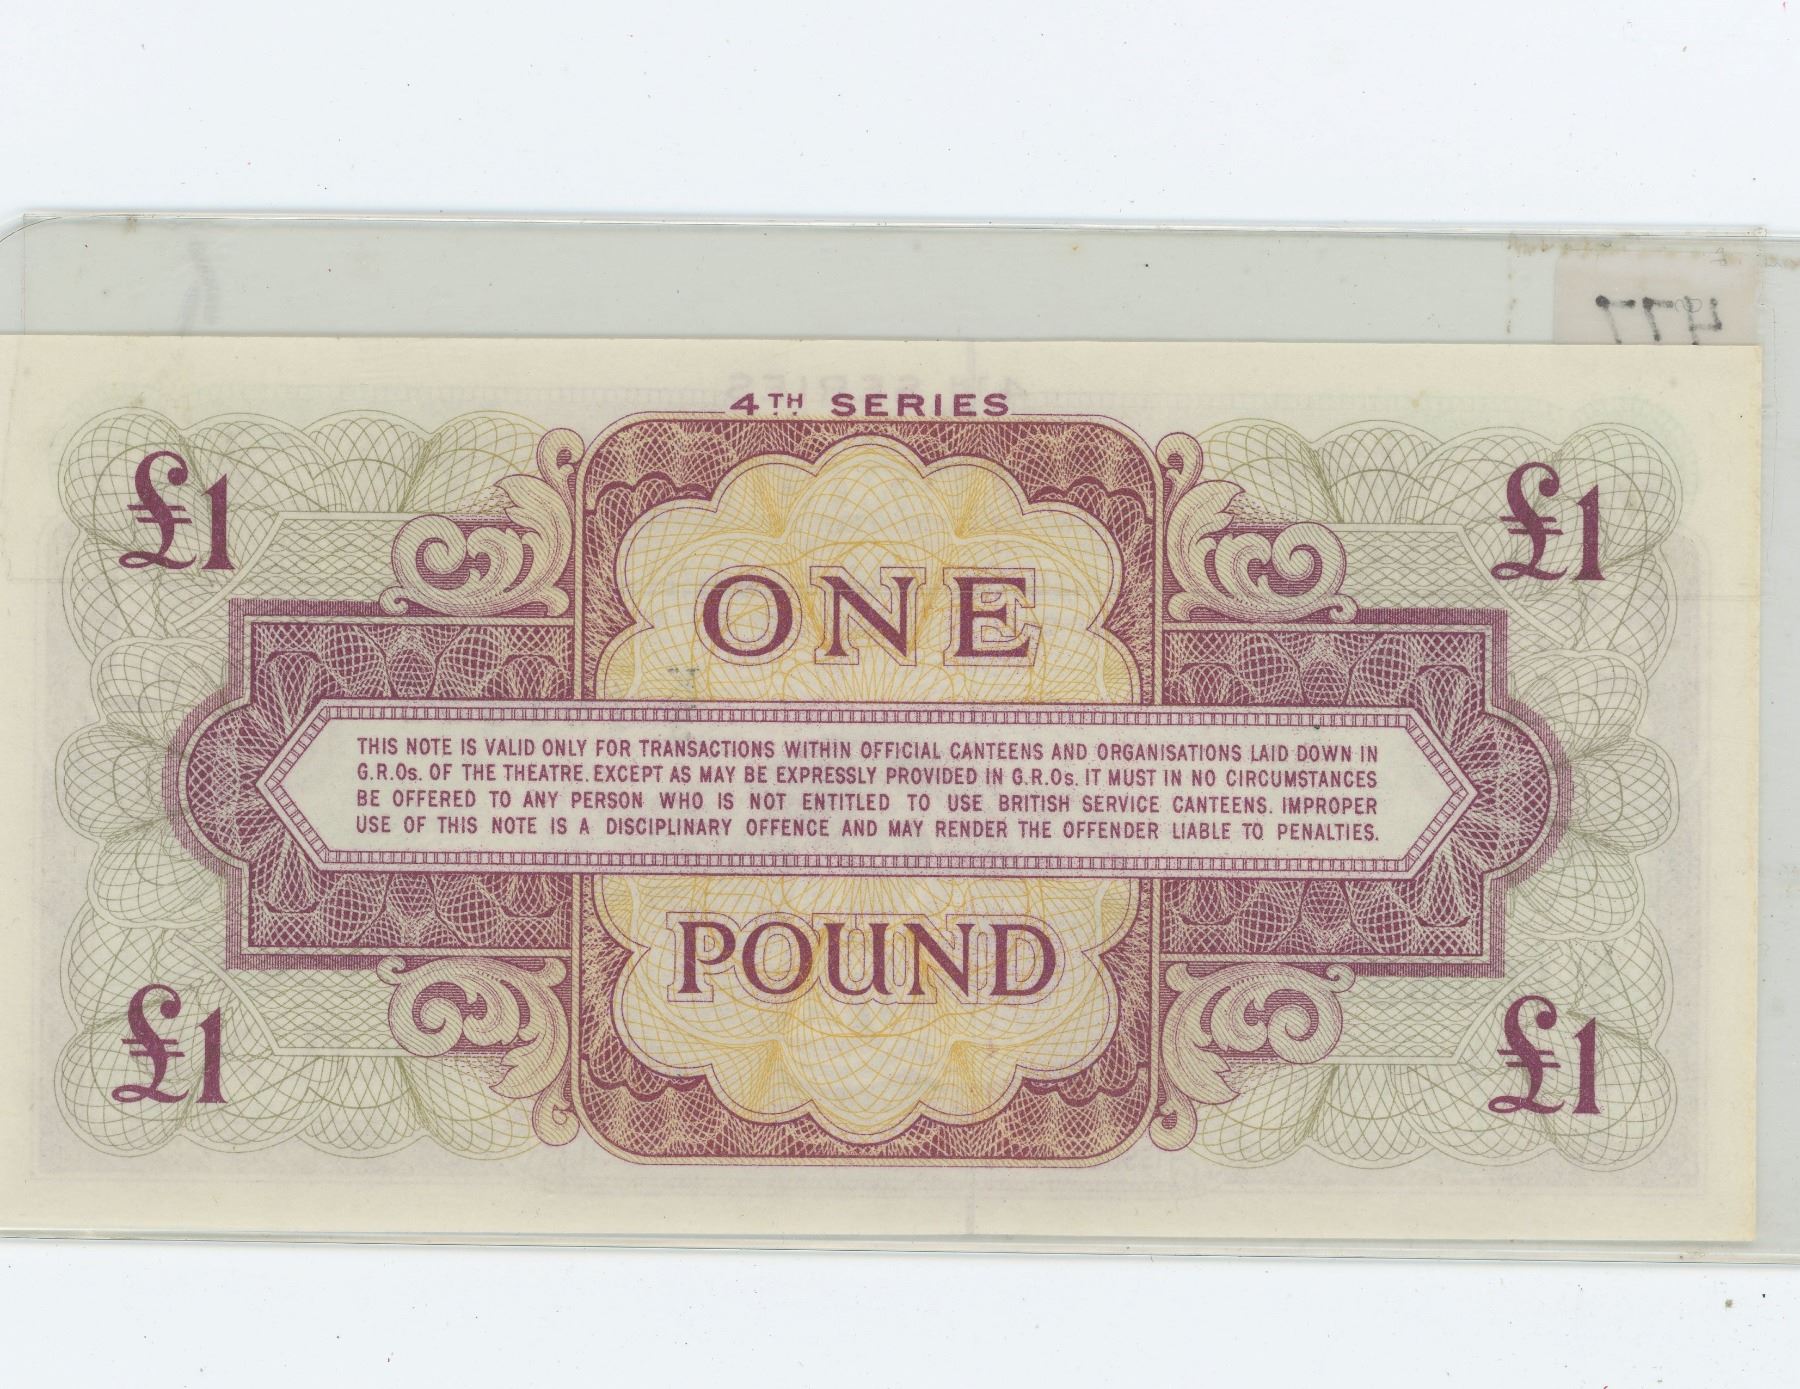 477
4TH SERIES
£1
£1
ONE
THIS NOTE IS VALID ONLY FOR TRANSACTIONS WITHIN OFFICIAL CANTEENS AND ORGANISATIONS LAID DOWN IN
G.R.Os. OF THE THEATRE. EXCEPT AS MAY BE EXPRESSLY PROVIDED IN G.R.Os. IT MUST IN NO CIRCUMSTANCES
BE OFFERED TO ANY PERSON WHO IS NOT ENTITLED TO USE BRITISH SERVICE CANTEENS. IMPROPER
USE OF THIS NOTE IS A DISCIPLINARY OFFENCE AND MAY RENDER THE OFFENDER LIABLE TO PENALTIES.
POUND
£1
£1